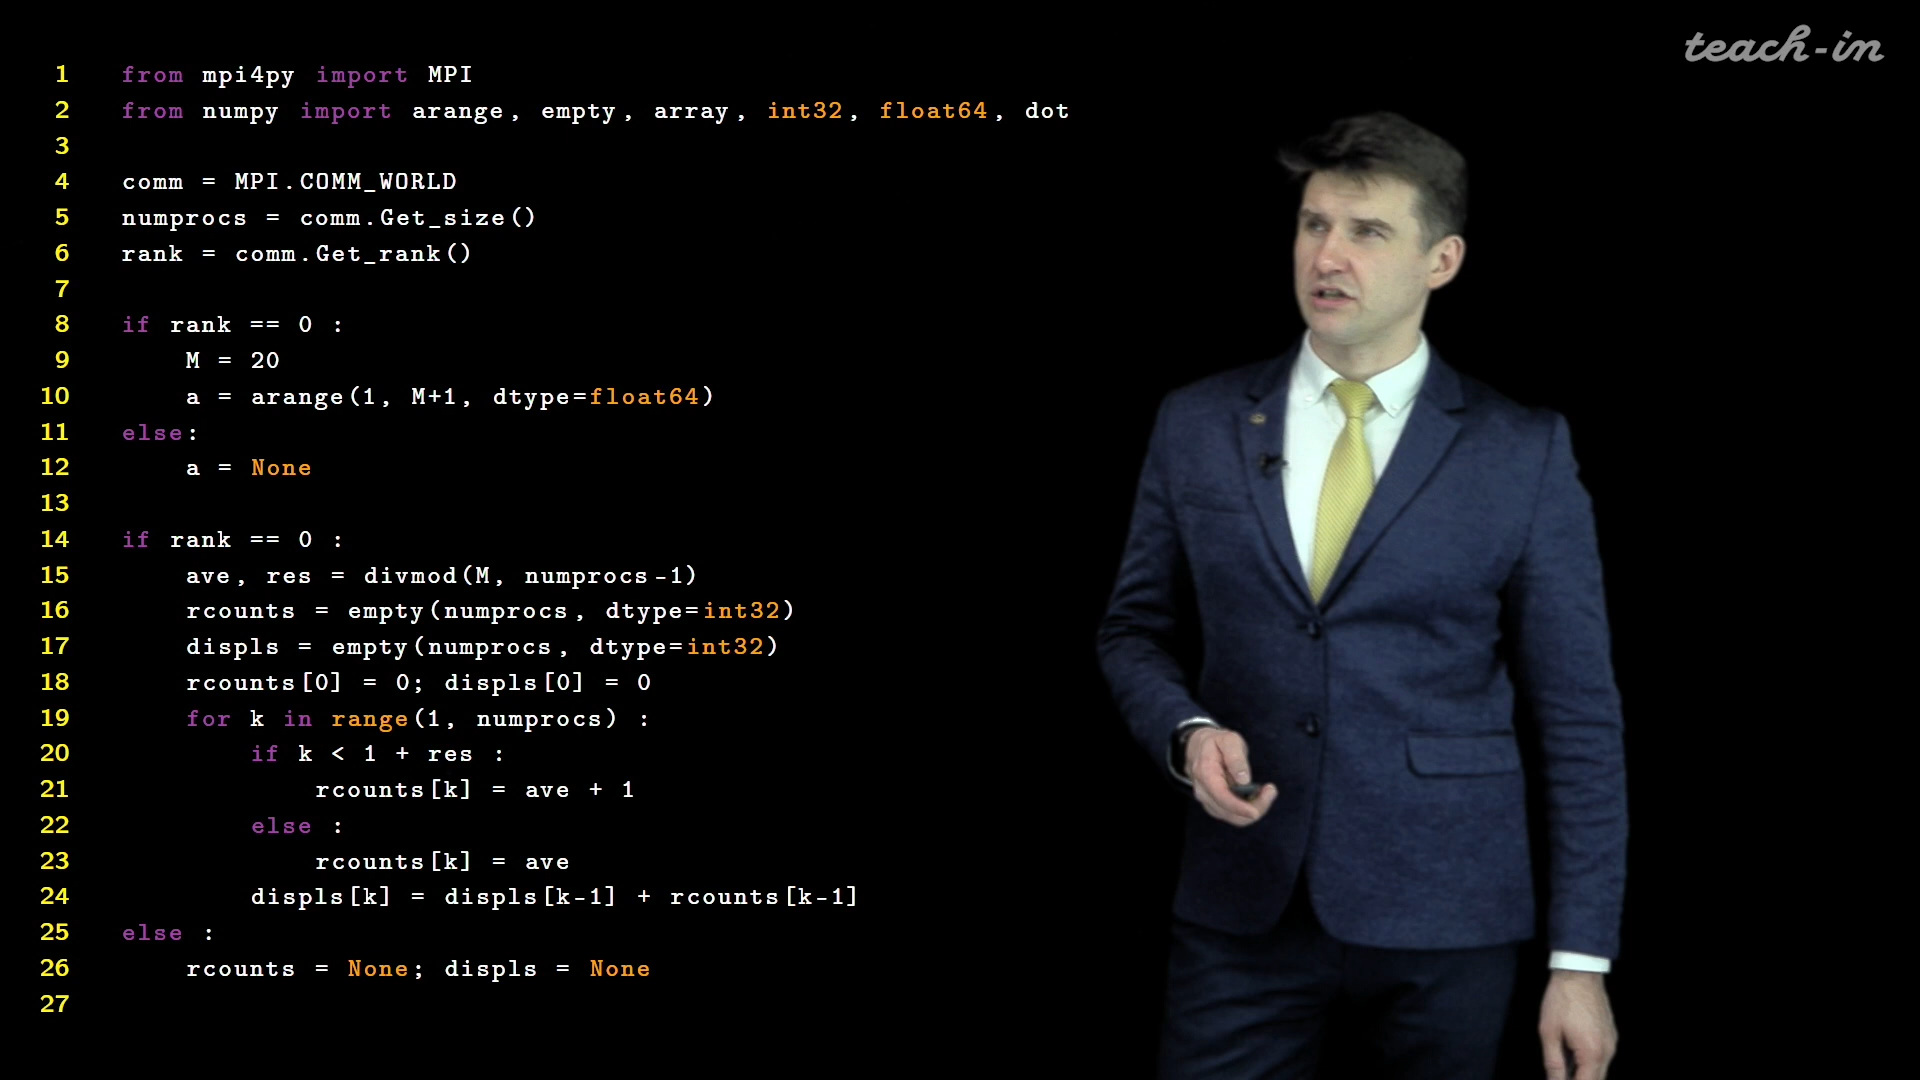 teach-in
1 from mpi4py import MPI
2 from numpy import arange, empty, array, int32, float64, dot
3
4 comm = MPI.COMM_WORLD
5 numprocs = comm.Get_size()
6 rank = comm.Get_rank()
7
8 if rank == 0 :
9     M = 20
10     a = arange(1, M+1, dtype=float64)
11 else:
12     a = None
13
14 if rank == 0 :
15     ave, res = divmod(M, numprocs-1)
16     rcounts = empty(numprocs, dtype=int32)
17     displs = empty(numprocs, dtype=int32)
18     rcounts[0] = 0; displs[0] = 0
19     for k in range(1, numprocs) :
20         if k < 1 + res :
21             rcounts[k] = ave + 1
22         else :
23             rcounts[k] = ave
24         displs[k] = displs[k-1] + rcounts[k-1]
25 else :
26     rcounts = None; displs = None
27